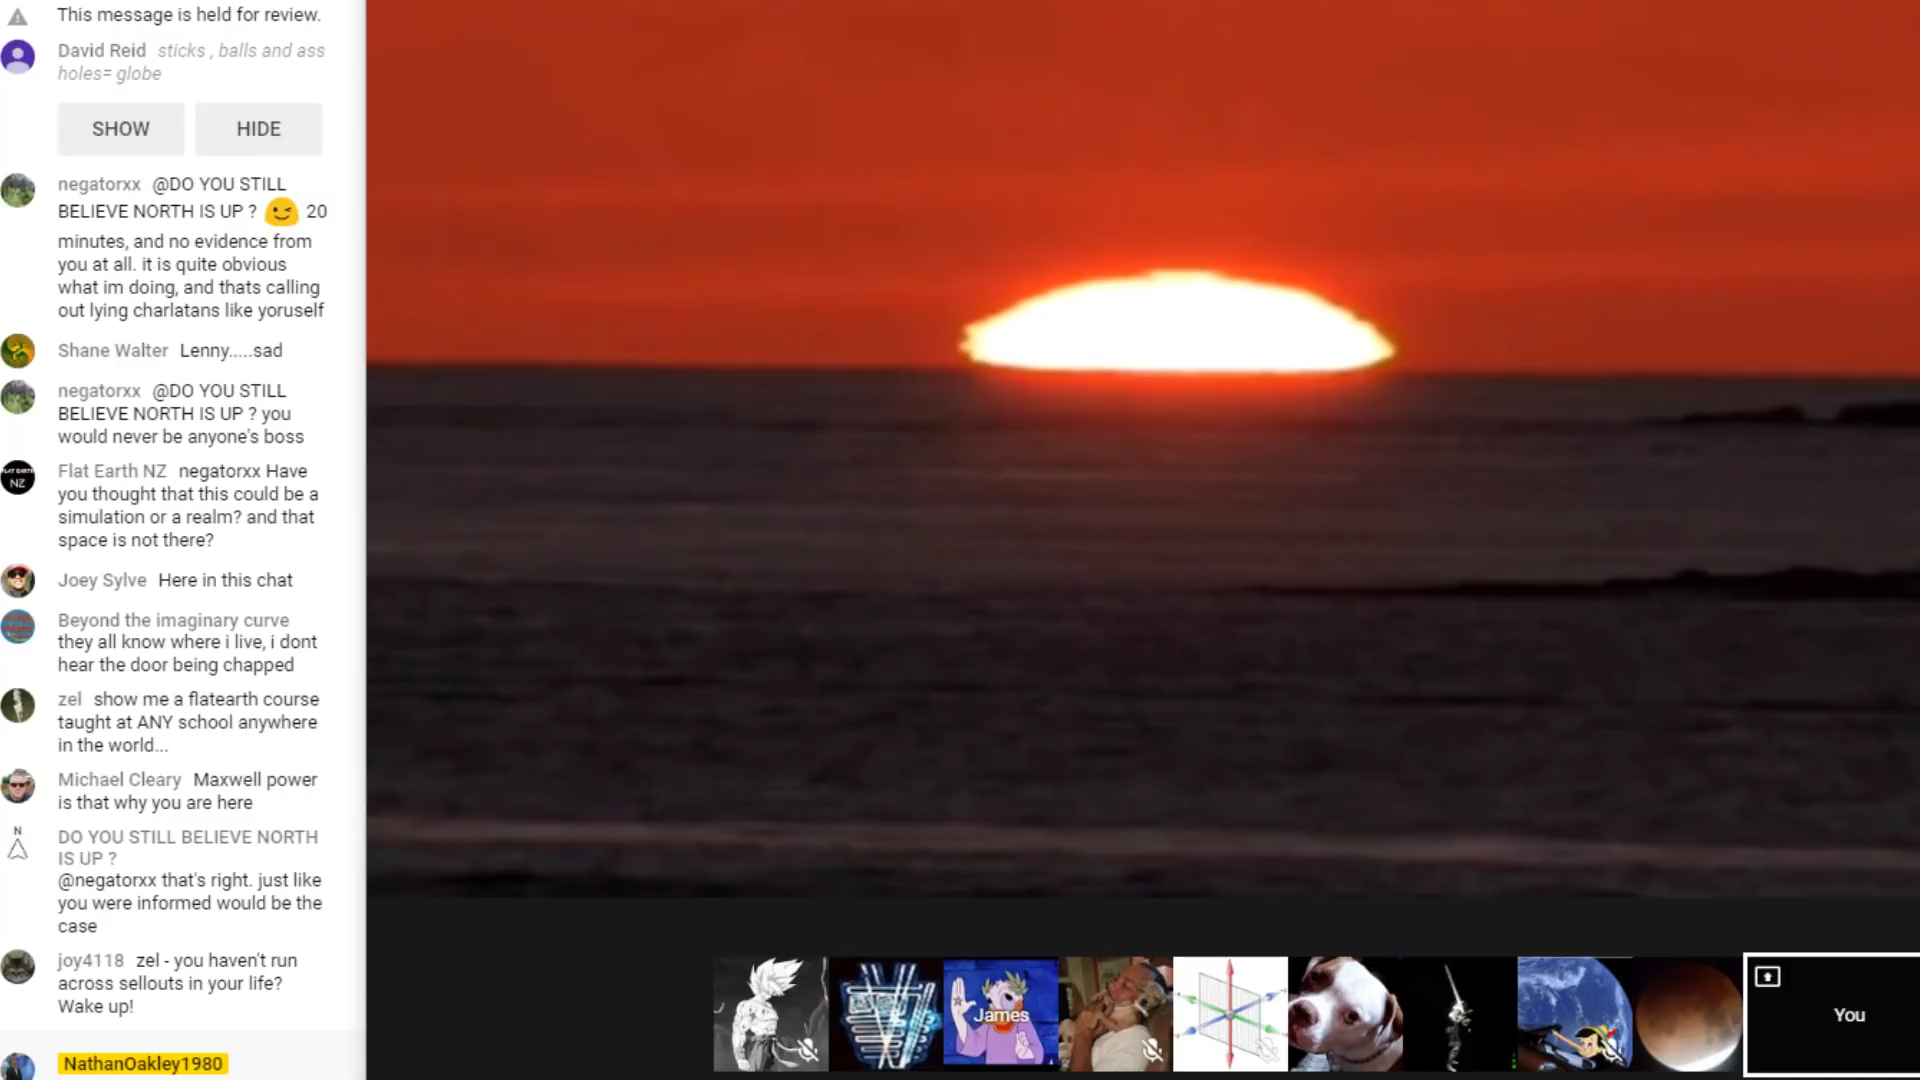 This message is held for review.
David Reid sticks , balls and ass
holes= globe
SHOW HIDE
negatorxx @DO YOU STILL
BELIEVE NORTH IS UP ? 😉 20
minutes, and no evidence from
you at all. it is quite obvious
what im doing, and thats calling
out lying charlatans like yoruself
Shane Walter Lenny.....sad
negatorxx @DO YOU STILL
BELIEVE NORTH IS UP ? you
would never be anyone's boss
FLAT EARTH
NZ
Flat Earth NZ negatorxx Have
you thought that this could be a
simulation or a realm? and that
space is not there?
Joey Sylve Here in this chat
Beyond the imaginary curve
they all know where i live, i dont
hear the door being chapped
zel show me a flatearth course
taught at ANY school anywhere
in the world...
Michael Cleary Maxwell power
is that why you are here
N
DO YOU STILL BELIEVE NORTH
IS UP ?
@negatorxx that's right. just like
you were informed would be the
case
joy4118 zel - you haven't run
across sellouts in your life?
Wake up!
NathanOakley1980
James
You